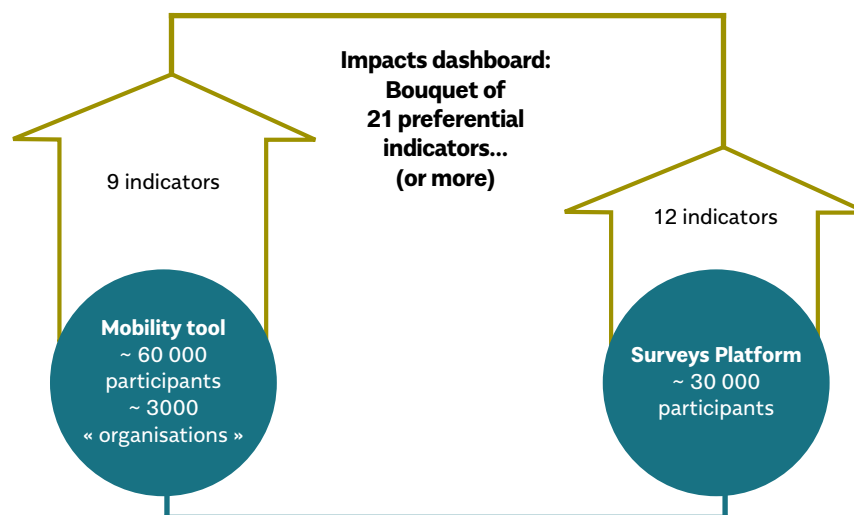 Impacts dashboard:
Bouquet of
21 preferential
indicators...
(or more)
9 indicators
12 indicators
Mobility tool
~ 60 000
participants
~ 3000
« organisations »
Surveys Platform
~ 30 000
participants